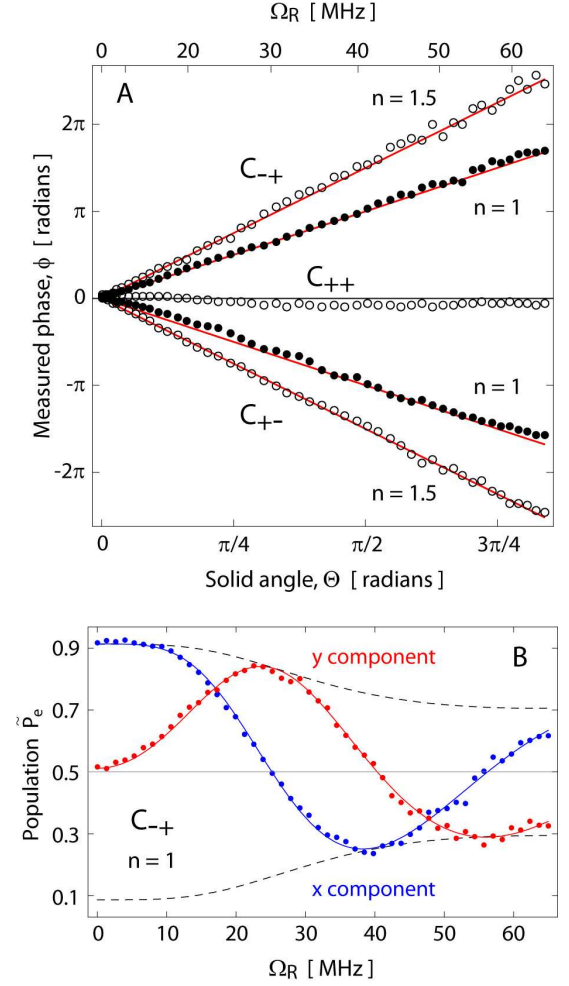 Ω_R [ MHz ]
0 10 20 30 40 50 60
A
n = 1.5
C_-+
n = 1
C_++
n = 1
C_+-
n = 1.5
2π
π
0
-π
-2π
Measured phase, ϕ [ radians ]
0 π/4 π/2 3π/4
Solid angle, Θ [ radians ]
B
y component
C_-+
n = 1
x component
0.9
0.7
0.5
0.3
0.1
Population P̃_e
0 10 20 30 40 50 60
Ω_R [ MHz ]